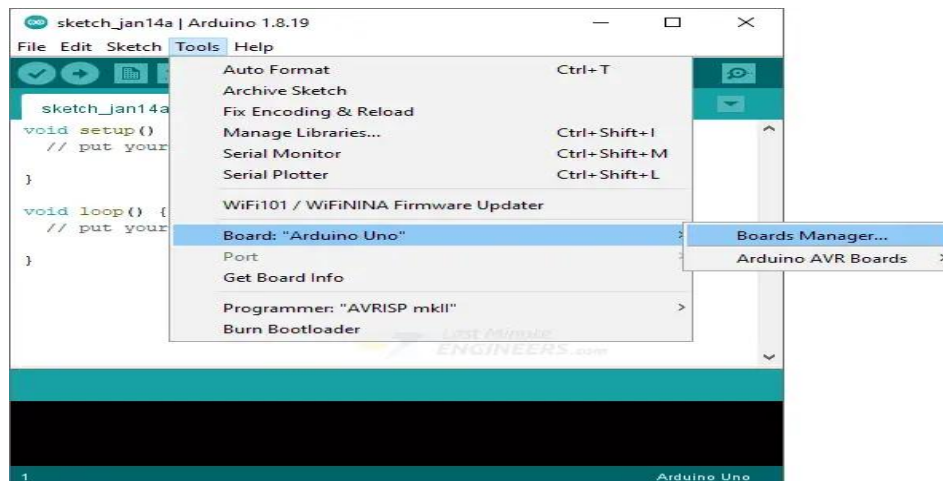 sketch_jan14a | Arduino 1.8.19
File Edit Sketch Tools Help
sketch_jan14a
void setup()
// put your
}
void loop() {
// put your
}
Auto Format Ctrl+T
Archive Sketch
Fix Encoding & Reload
Manage Libraries... Ctrl+Shift+I
Serial Monitor Ctrl+Shift+M
Serial Plotter Ctrl+Shift+L
WiFi101 / WiFiNINA Firmware Updater
Board: "Arduino Uno"
Port
Get Board Info
Programmer: "AVRISP mkII"
Burn Bootloader
Boards Manager...
Arduino AVR Boards
Last Minute
ENGINEERS.com
1 Arduino Uno